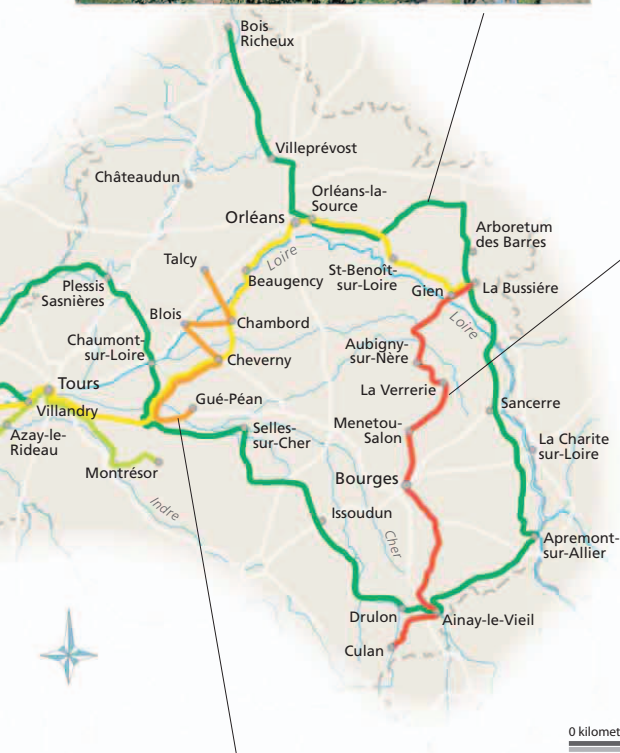 Bois
Richeux
Villeprévost
Châteaudun
Orléans-la-
Source
Orléans
Arboretum
des Barres
Talcy
Loire
Beaugency
St-Benoît-
sur-Loire
Plessis
Sasnières
Gien
La Bussiére
Blois
Chambord
Loire
Chaumont-
sur-Loire
Aubigny-
sur-Nère
Cheverny
Tours
La Verrerie
Gué-Péan
Villandry
Sancerre
Azay-le-
Rideau
Selles-
sur-Cher
Menetou-
Salon
La Charite
sur-Loire
Montrésor
Bourges
Indre
Issoudun
Cher
Apremont-
sur-Allier
Drulon
Ainay-le-Vieil
Culan
0 kilomet